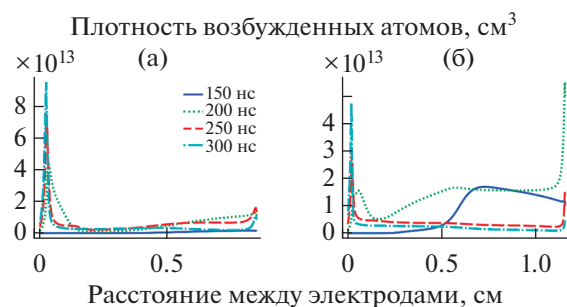 Плотность возбужденных атомов, см³
×10¹³ (а) ×10¹³ (б)
150 нс
200 нс
250 нс
300 нс
8
6
4
2
0
4
3
2
1
0
0 0.5 0 0.5 1.0
Расстояние между электродами, см